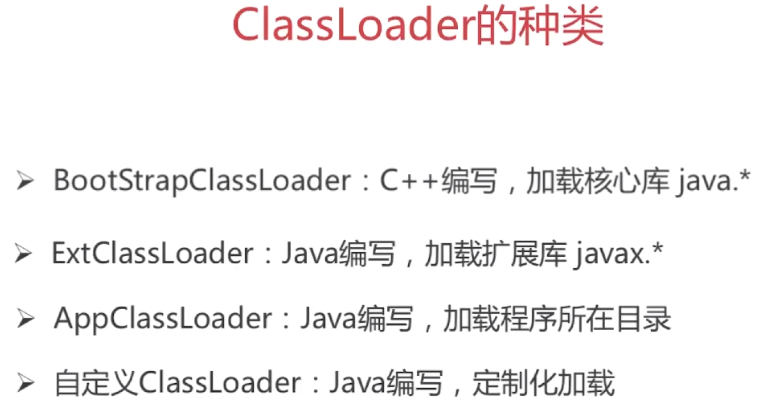 ClassLoader的种类
➢ BootStrapClassLoader：C++编写，加载核心库 java.*
➢ ExtClassLoader：Java编写，加载扩展库 javax.*
➢ AppClassLoader：Java编写，加载程序所在目录
➢ 自定义ClassLoader：Java编写，定制化加载